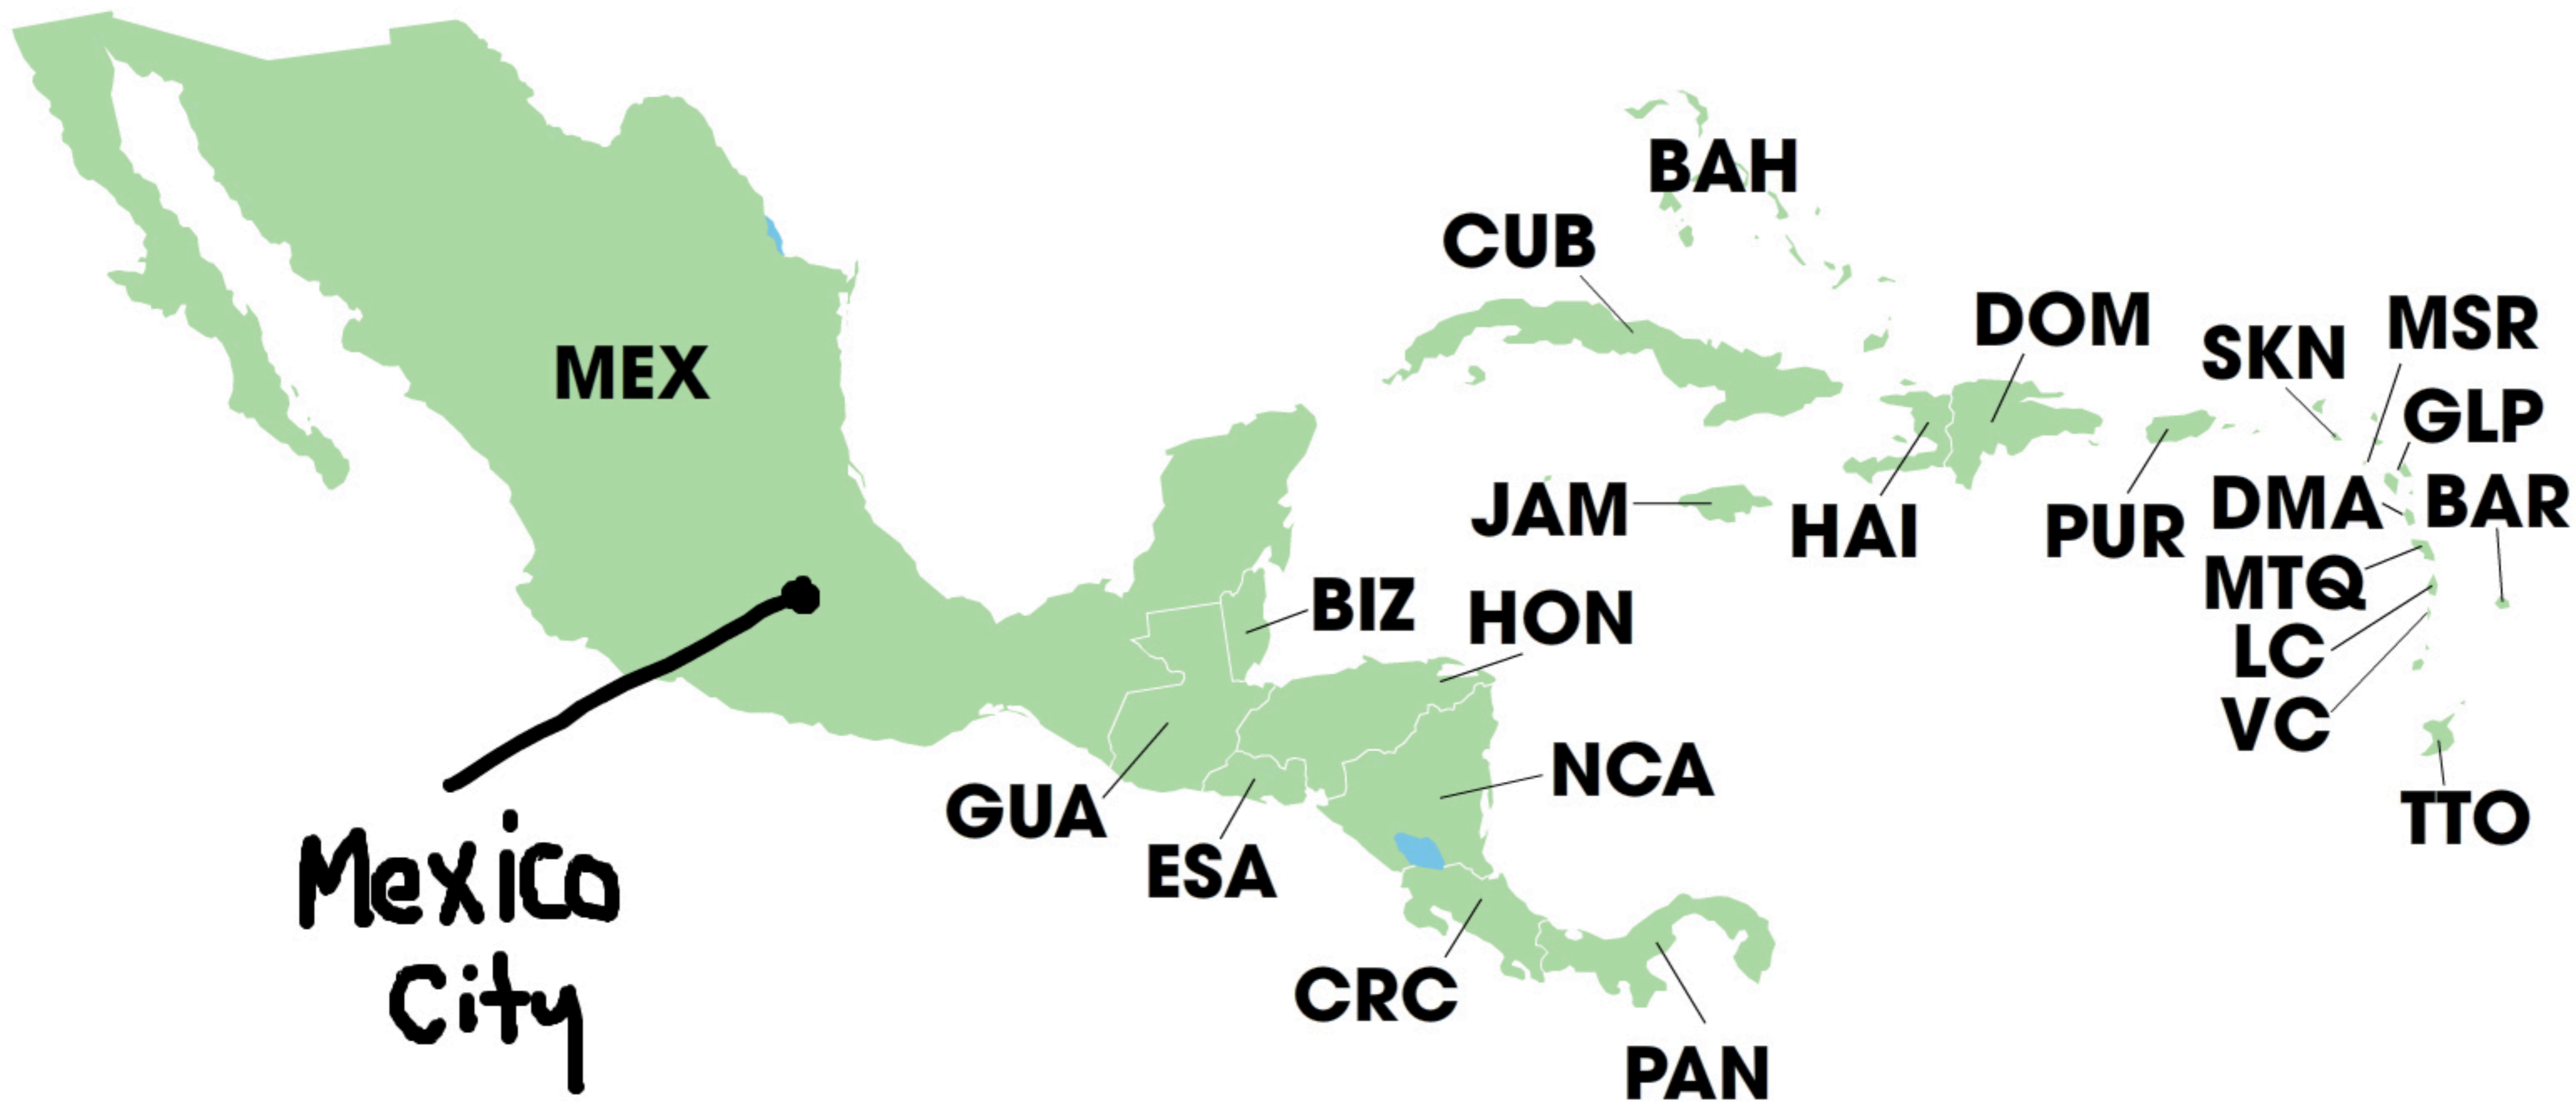 BAH
CUB
DOM
MSR
SKN
MEX
GLP
JAM
HAI
PUR
DMA
BAR
MTQ
BIZ
HON
LC
VC
NCA
GUA
TTO
ESA
Mexico
City
CRC
PAN